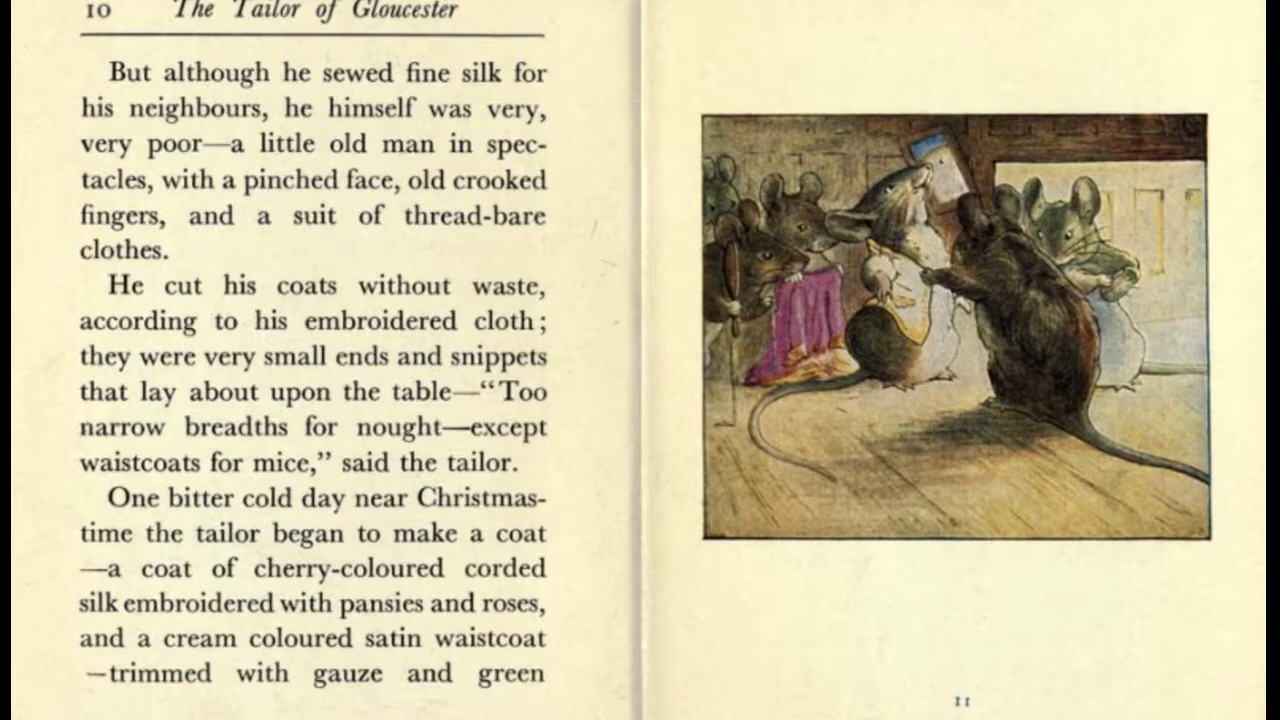 10 The Tailor of Gloucester
But although he sewed fine silk for
his neighbours, he himself was very,
very poor—a little old man in spec-
tacles, with a pinched face, old crooked
fingers, and a suit of thread-bare
clothes.
He cut his coats without waste,
according to his embroidered cloth;
they were very small ends and snippets
that lay about upon the table—“Too
narrow breadths for nought—except
waistcoats for mice,” said the tailor.
One bitter cold day near Christmas-
time the tailor began to make a coat
—a coat of cherry-coloured corded
silk embroidered with pansies and roses,
and a cream coloured satin waistcoat
—trimmed with gauze and green
11